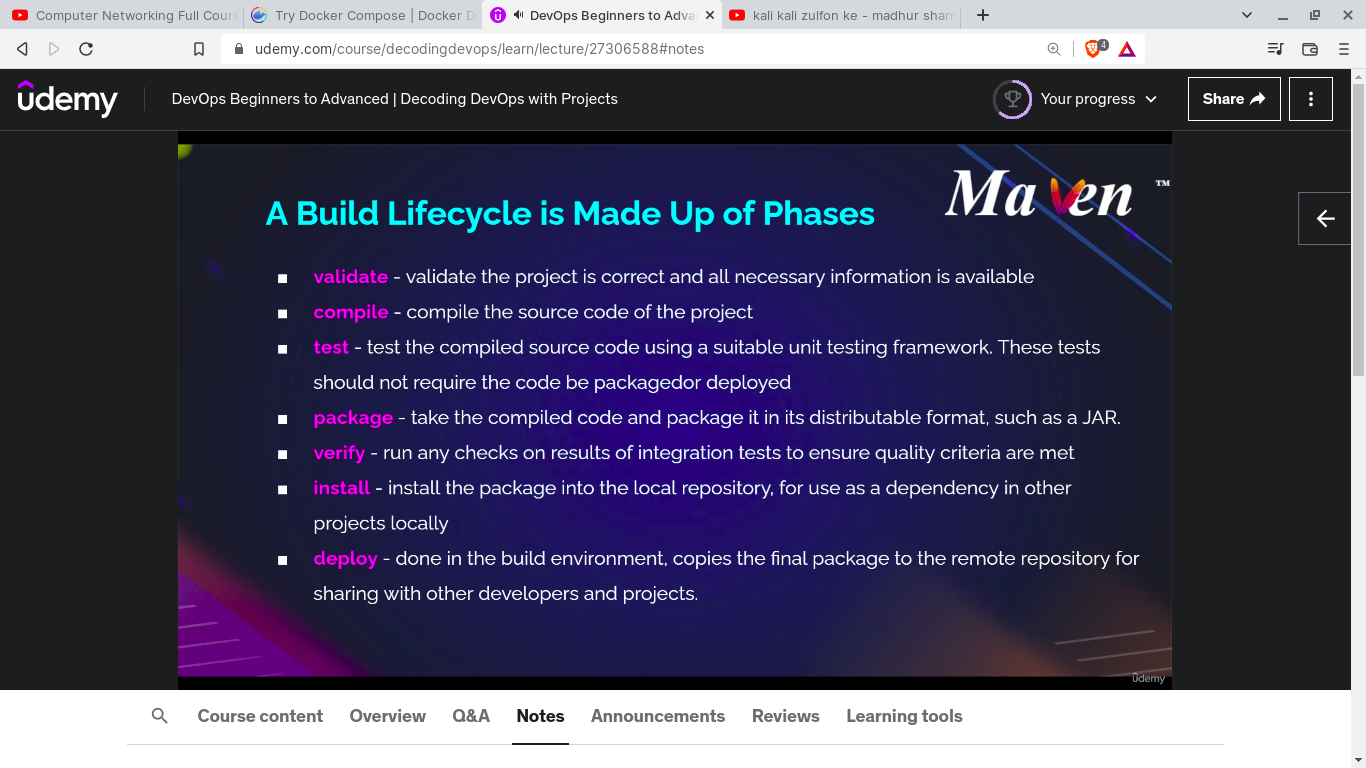 Computer Networking Full Cours
Try Docker Compose | Docker D
DevOps Beginners to Adva
kali kali zulfon ke - madhur sharm
udemy.com/course/decodingdevops/learn/lecture/27306588#notes
4
udemy
DevOps Beginners to Advanced | Decoding DevOps with Projects
Your progress
Share
Maven ™
A Build Lifecycle is Made Up of Phases
■ validate - validate the project is correct and all necessary information is available
■ compile - compile the source code of the project
■ test - test the compiled source code using a suitable unit testing framework. These tests
should not require the code be packagedor deployed
■ package - take the compiled code and package it in its distributable format, such as a JAR.
■ verify - run any checks on results of integration tests to ensure quality criteria are met
■ install - install the package into the local repository, for use as a dependency in other
projects locally
■ deploy - done in the build environment, copies the final package to the remote repository for
sharing with other developers and projects.
udemy
Course content
Overview
Q&A
Notes
Announcements
Reviews
Learning tools